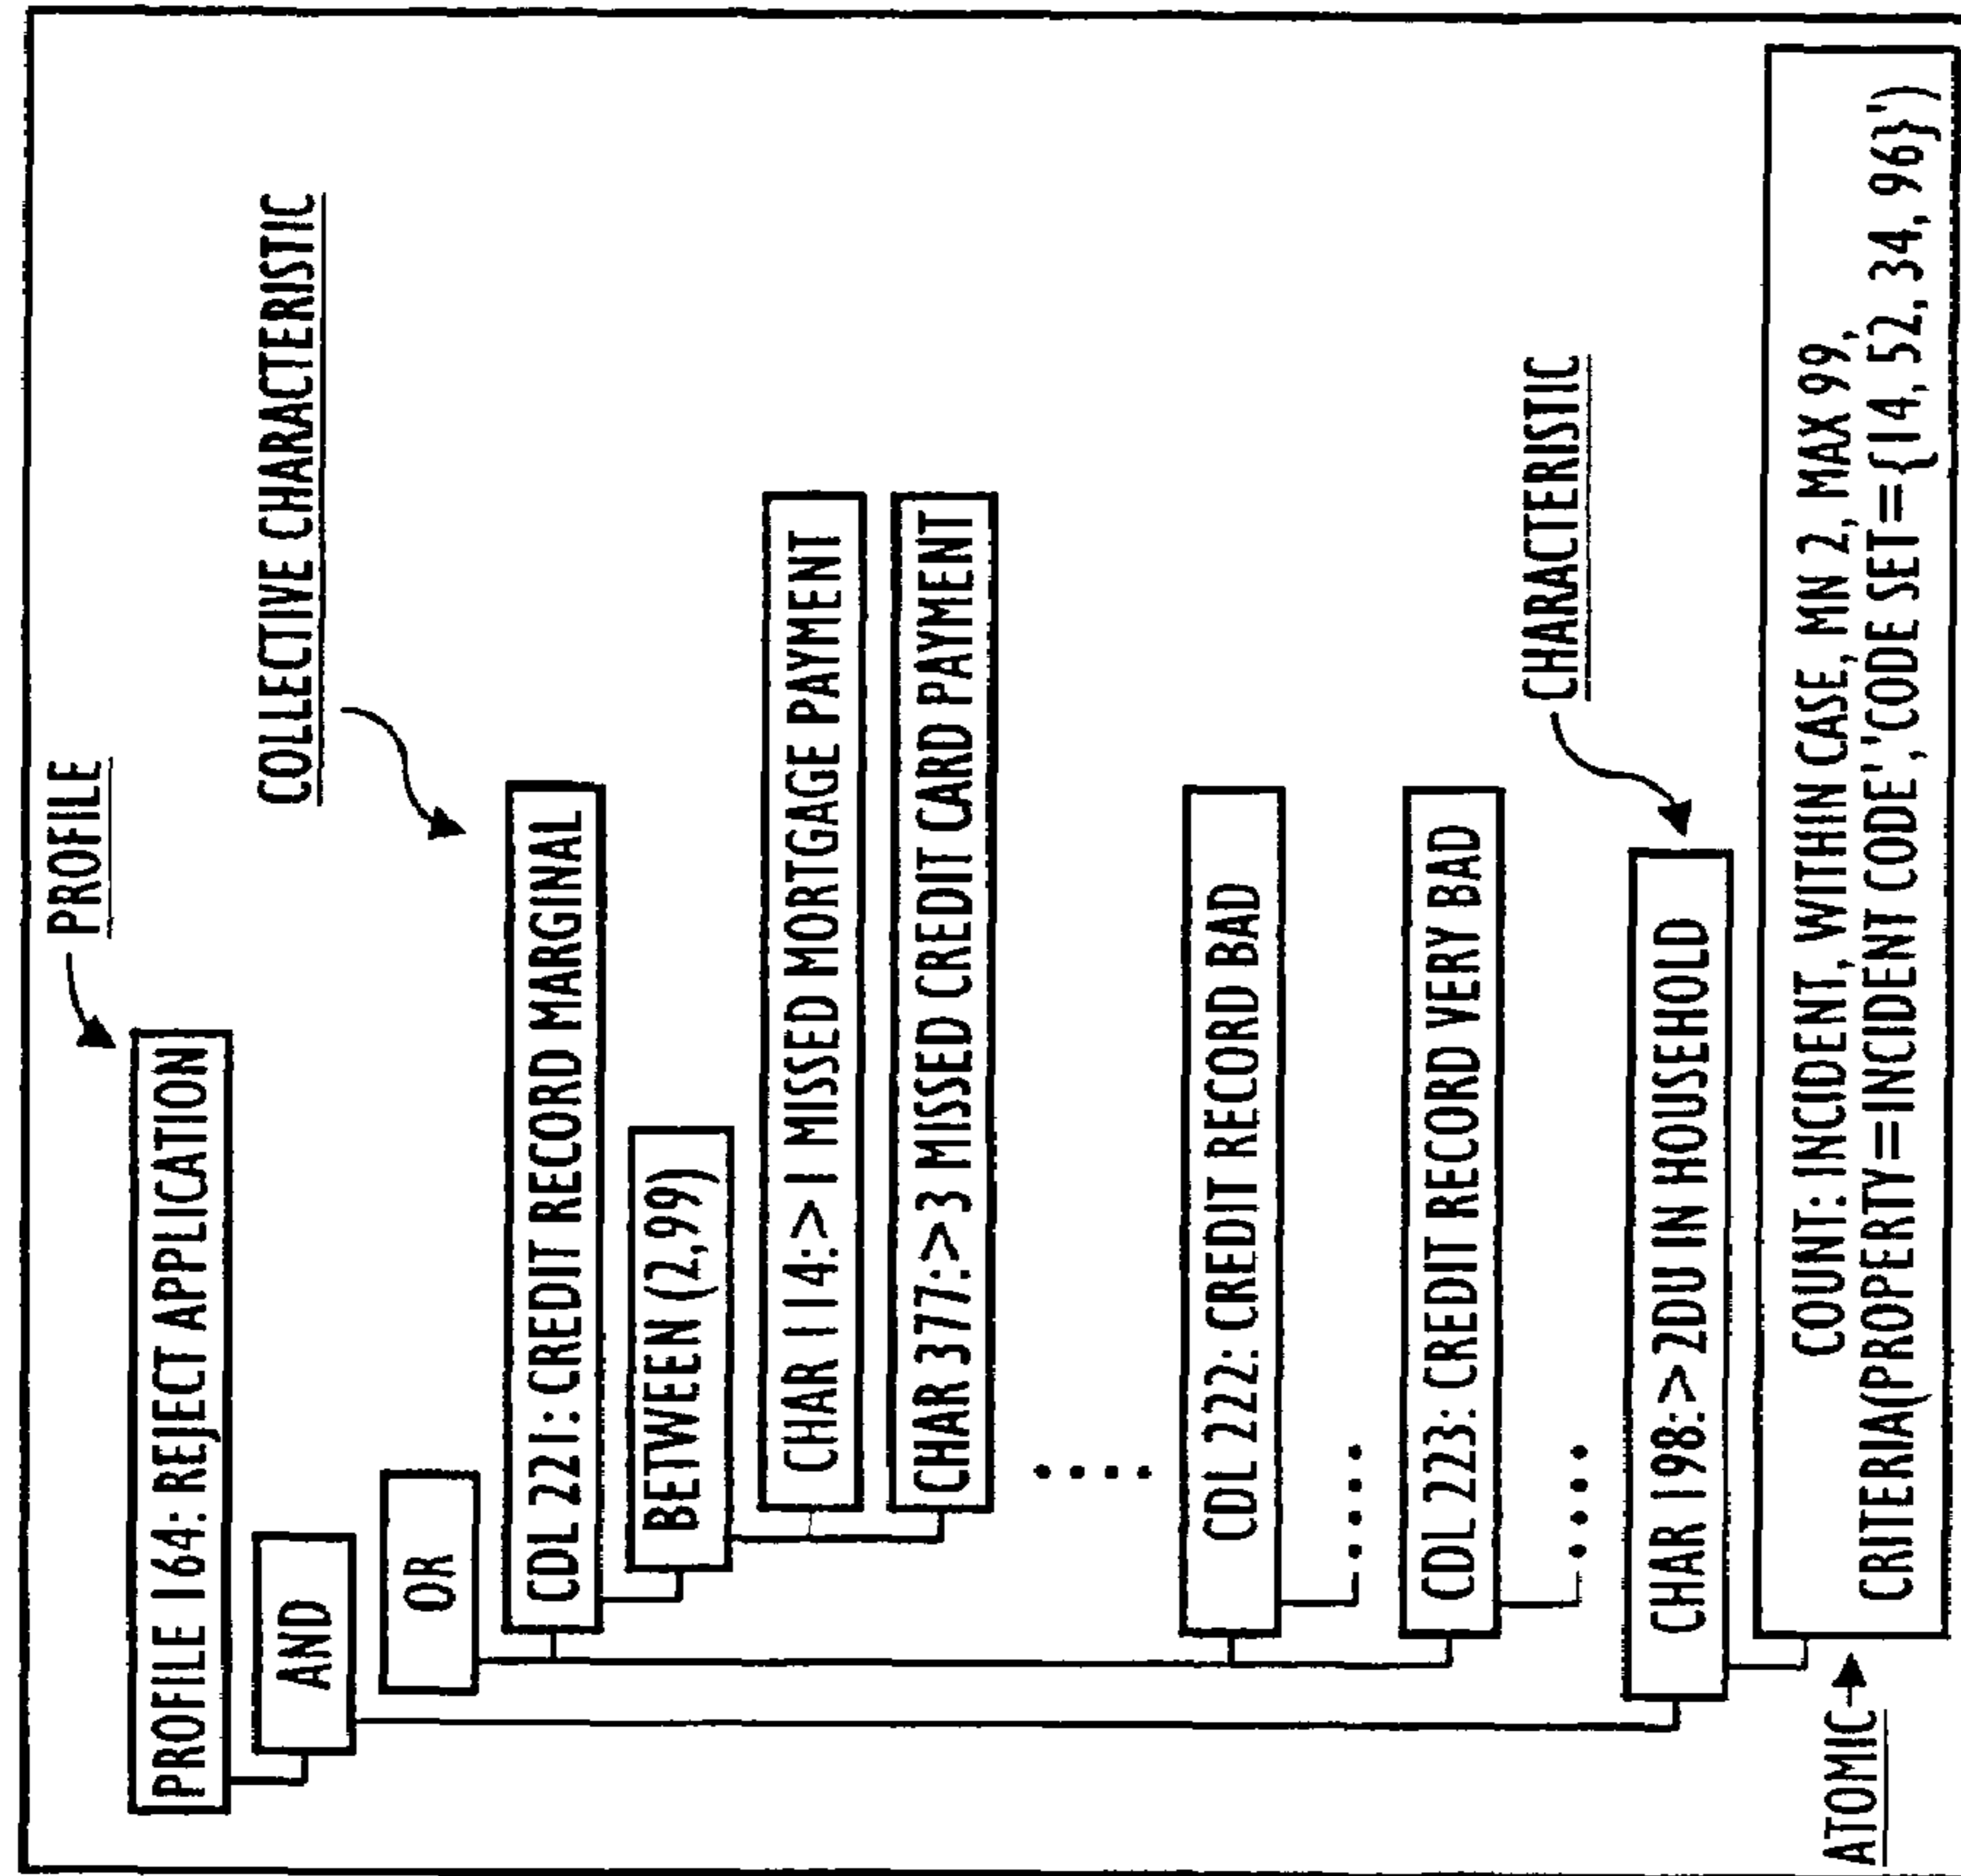 PROFILE
PROFILE 164: REJECT APPLICATION
AND
COLLECTIVE CHARACTERISTIC
OR
CDL 221: CREDIT RECORD MARGINAL
BETWEEN (2,99)
CHAR 114:>1 MISSED MORTGAGE PAYMENT
CHAR 377:>3 MISSED CREDIT CARD PAYMENT
....
CDL 222: CREDIT RECORD BAD
....
CDL 223: CREDIT RECORD VERY BAD
....
CHARACTERISTIC
CHAR 198:>2DU IN HOUSEHOLD
ATOMIC
COUNT: INCIDENT, WITHIN CASE, MN 2, MAX 99,
CRITERIA(PROPERTY=INCIDENT CODE','CODE SET={14, 52, 34, 96}')